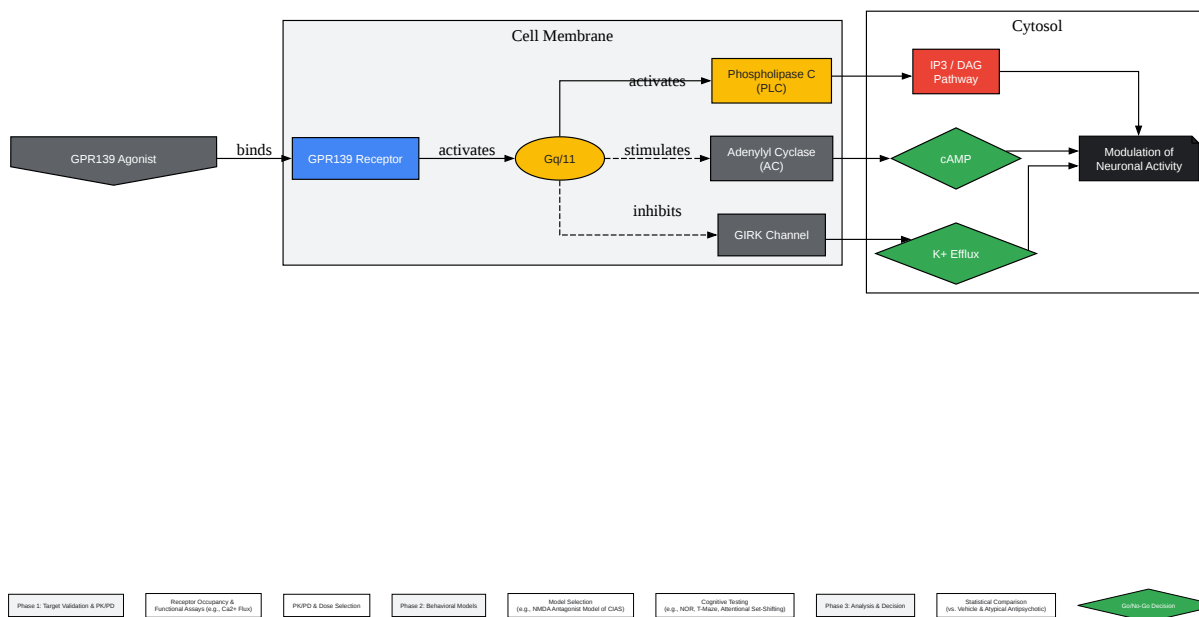 Cell Membrane
Cytosol
GPR139 Agonist
binds
GPR139 Receptor
activates
Gq/11
activates
Phospholipase C
(PLC)
IP3 / DAG
Pathway
stimulates
Adenylyl Cyclase
(AC)
cAMP
Modulation of
Neuronal Activity
inhibits
GIRK Channel
K+ Efflux
Phase 1: Target Validation & PK/PD
Receptor Occupancy &
Functional Assays (e.g., Ca2+ Flux)
PK/PD & Dose Selection
Phase 2: Behavioral Models
Model Selection
(e.g., NMDA Antagonist Model of CIAS)
Cognitive Testing
(e.g., NOR, T-Maze, Attentional Set-Shifting)
Phase 3: Analysis & Decision
Statistical Comparison
(vs. Vehicle & Atypical Antipsychotic)
Go/No-Go Decision